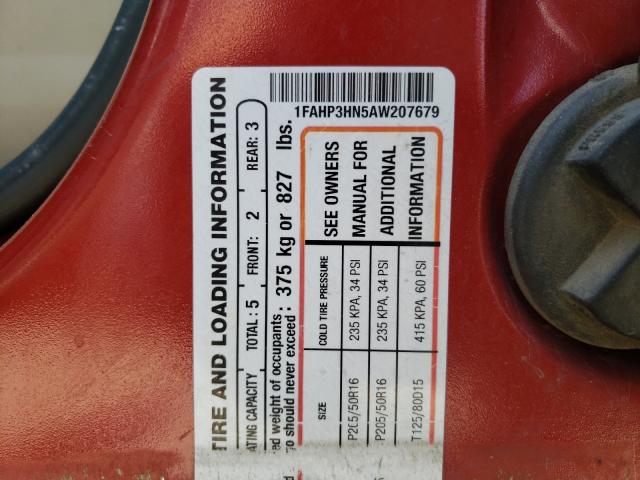 TIRE AND LOADING INFORMATION
ATING CAPACITY TOTAL : 5 FRONT: 2 REAR: 3
weight of occupants
should never exceed : 375 kg or 827 lbs.
1FAHP3HN5AW207679
SIZE COLD TIRE PRESSURE SEE OWNERS
P205/50R16 235 KPA, 34 PSI MANUAL FOR
P205/50R16 235 KPA, 34 PSI ADDITIONAL
T125/80D15 415 KPA, 60 PSI INFORMATION